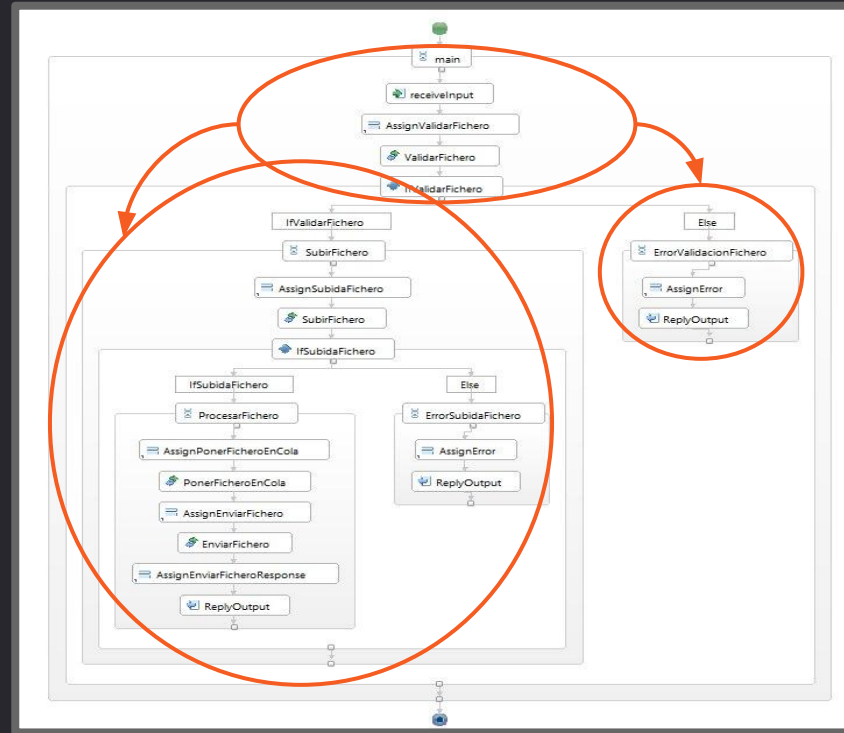 main
receiveInput
AssignValidarFichero
ValidarFichero
IfValidarFichero
IfValidarFichero
Else
SubirFichero
ErrorValidacionFichero
AssignSubidaFichero
AssignError
SubirFichero
ReplyOutput
IfSubidaFichero
IfSubidaFichero
Else
ProcesarFichero
ErrorSubidaFichero
AssignPonerFicheroEnCola
AssignError
PonerFicheroEnCola
ReplyOutput
AssignEnviarFichero
EnviarFichero
AssignEnviarFicheroResponse
ReplyOutput